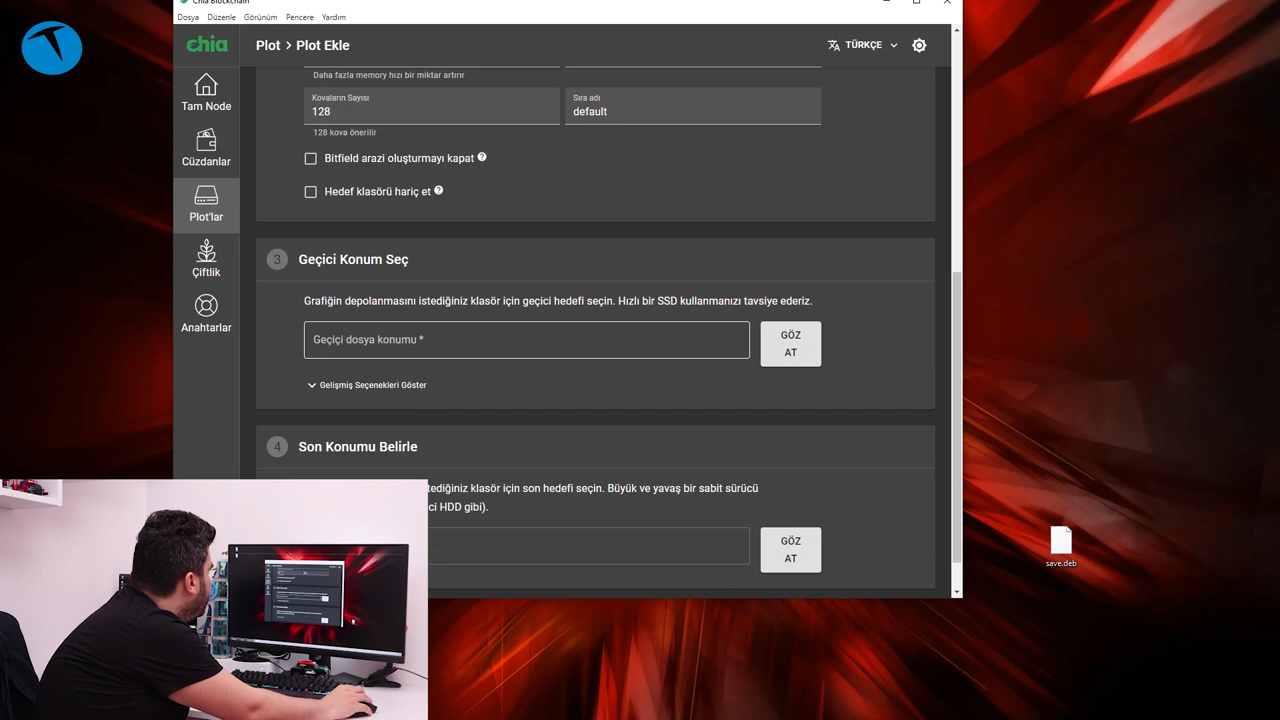 Chia Blockchain
Dosya Düzenle Görünüm Pencere Yardım
chia
Plot > Plot Ekle
TÜRKÇE
Tam Node
Cüzdanlar
Plot'lar
Çiftlik
Anahtarlar
Daha fazla memory hızı bir miktar artırır
Kovaların Sayısı
128
Sıra adı
default
128 kova önerilir
Bitfield arazi oluşturmayı kapat
Hedef klasörü hariç et
3 Geçici Konum Seç
Grafiğin depolanmasını istediğiniz klasör için geçici hedefi seçin. Hızlı bir SSD kullanmanızı tavsiye ederiz.
Geçiçi dosya konumu *
GÖZ
AT
Gelişmiş Seçenekleri Göster
4 Son Konumu Belirle
tediğiniz klasör için son hedefi seçin. Büyük ve yavaş bir sabit sürücü
ci HDD gibi).
GÖZ
AT
save.deb